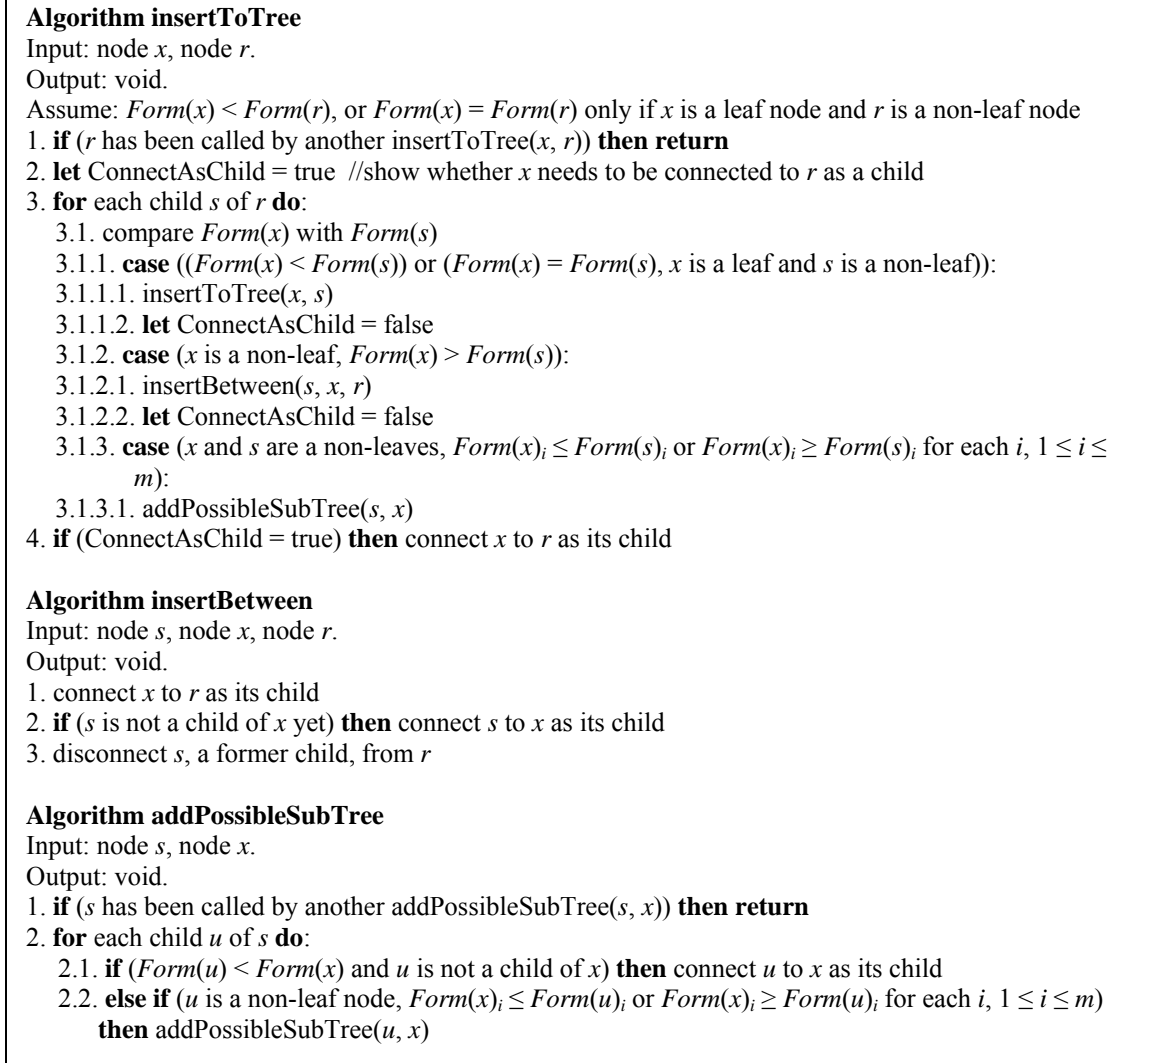 Algorithm insertToTree
Input: node x, node r.
Output: void.
Assume: Form(x) < Form(r), or Form(x) = Form(r) only if x is a leaf node and r is a non-leaf node
1. if (r has been called by another insertToTree(x, r)) then return
2. let ConnectAsChild = true //show whether x needs to be connected to r as a child
3. for each child s of r do:
3.1. compare Form(x) with Form(s)
3.1.1. case ((Form(x) < Form(s)) or (Form(x) = Form(s), x is a leaf and s is a non-leaf)):
3.1.1.1. insertToTree(x, s)
3.1.1.2. let ConnectAsChild = false
3.1.2. case (x is a non-leaf, Form(x) > Form(s)):
3.1.2.1. insertBetween(s, x, r)
3.1.2.2. let ConnectAsChild = false
3.1.3. case (x and s are a non-leaves, Form(x)i ≤ Form(s)i or Form(x)i ≥ Form(s)i for each i, 1 ≤ i ≤
m):
3.1.3.1. addPossibleSubTree(s, x)
4. if (ConnectAsChild = true) then connect x to r as its child
Algorithm insertBetween
Input: node s, node x, node r.
Output: void.
1. connect x to r as its child
2. if (s is not a child of x yet) then connect s to x as its child
3. disconnect s, a former child, from r
Algorithm addPossibleSubTree
Input: node s, node x.
Output: void.
1. if (s has been called by another addPossibleSubTree(s, x)) then return
2. for each child u of s do:
2.1. if (Form(u) < Form(x) and u is not a child of x) then connect u to x as its child
2.2. else if (u is a non-leaf node, Form(x)i ≤ Form(u)i or Form(x)i ≥ Form(u)i for each i, 1 ≤ i ≤ m)
then addPossibleSubTree(u, x)